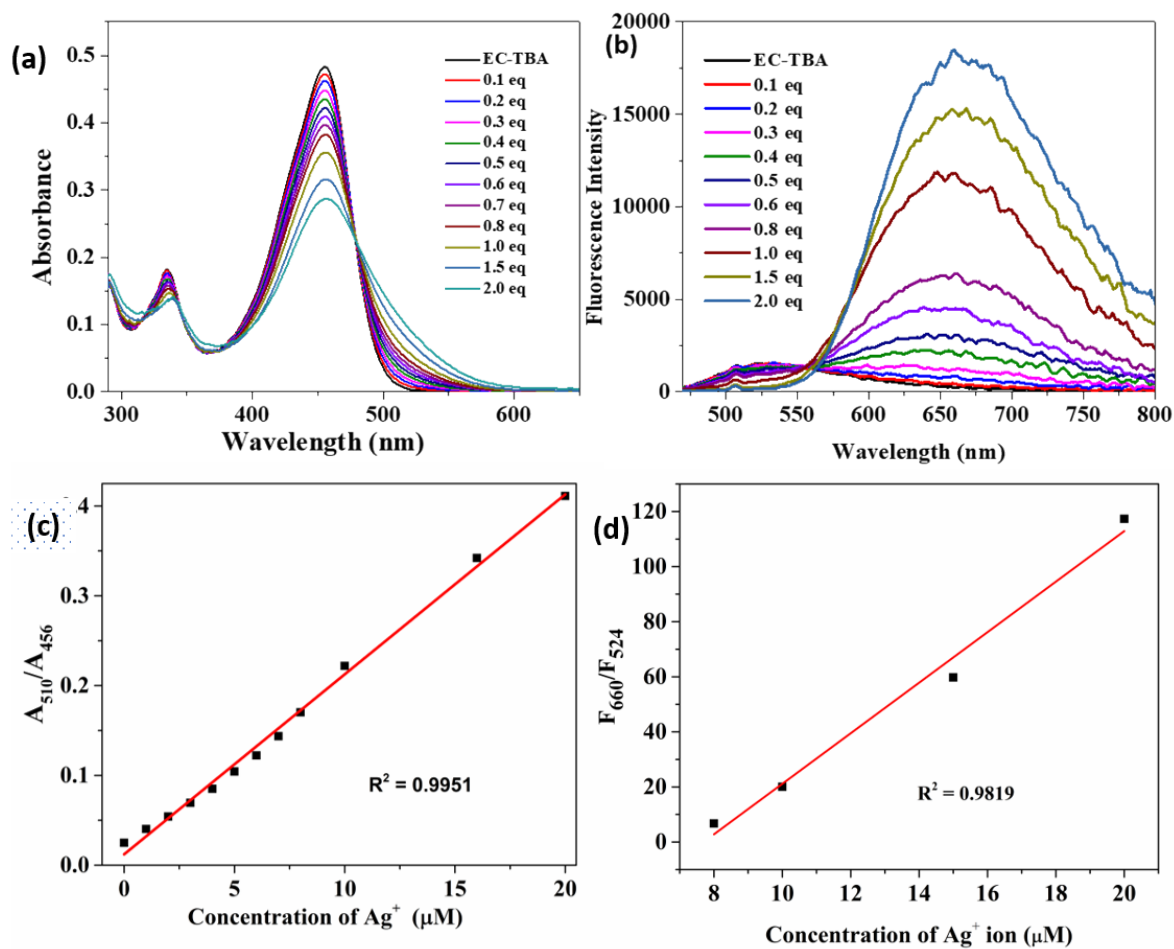 (a)
0.5
0.4
0.3
0.2
0.1
0.0
Absorbance
EC-TBA
0.1 eq
0.2 eq
0.3 eq
0.4 eq
0.5 eq
0.6 eq
0.7 eq
0.8 eq
1.0 eq
1.5 eq
2.0 eq
300
400
500
600
Wavelength (nm)
(b)
20000
15000
10000
5000
0
Fluorescence Intensity
EC-TBA
0.1 eq
0.2 eq
0.3 eq
0.4 eq
0.5 eq
0.6 eq
0.8 eq
1.0 eq
1.5 eq
2.0 eq
500
550
600
650
700
750
800
Wavelength (nm)
(c)
4
0.3
0.2
0.1
0.0
A510/A456
R² = 0.9951
0
5
10
15
20
Concentration of Ag⁺ (μM)
(d)
120
100
80
60
40
20
0
F660/F524
R² = 0.9819
8
10
12
14
16
18
20
Concentration of Ag⁺ ion (μM)